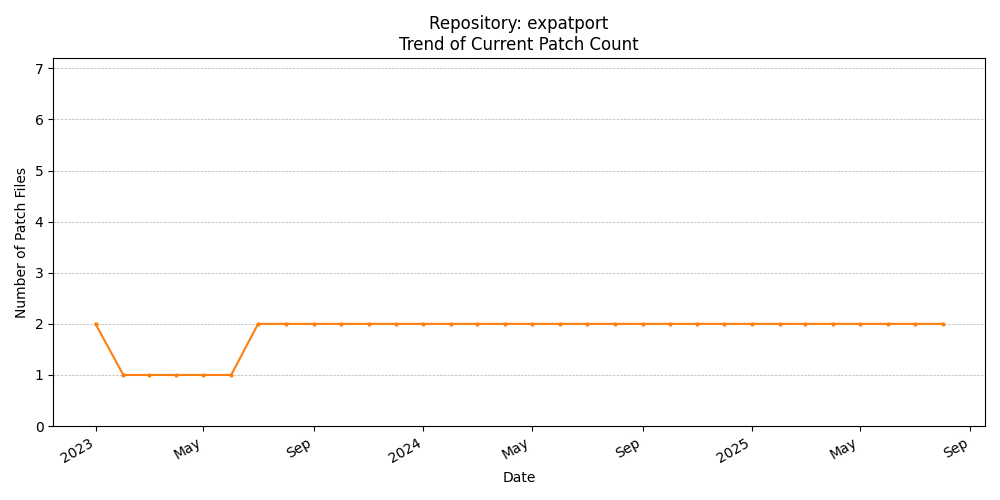 Repository: expatport
Trend of Current Patch Count
Number of Patch Files
7
6
5
4
3
2
1
0
2023
May
Sep
2024
May
Sep
2025
May
Sep
Date